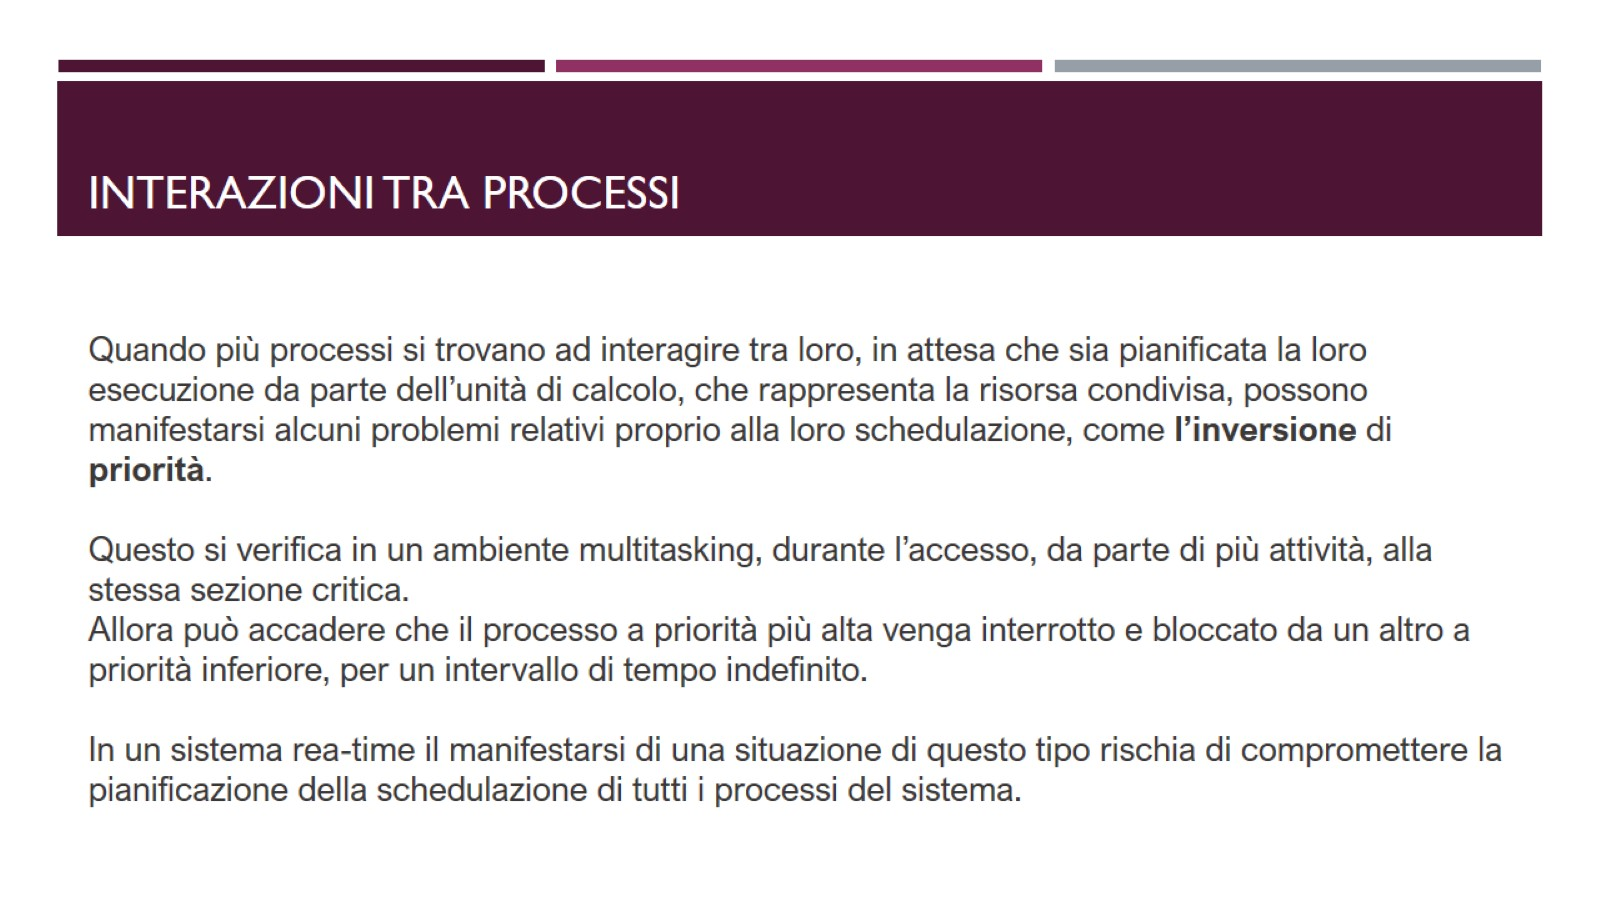 INTERAZIONI TRA PROCESSI
Quando più processi si trovano ad interagire tra loro, in attesa che sia pianificata la loro
esecuzione da parte dell’unità di calcolo, che rappresenta la risorsa condivisa, possono
manifestarsi alcuni problemi relativi proprio alla loro schedulazione, come l’inversione di
priorità.
Questo si verifica in un ambiente multitasking, durante l’accesso, da parte di più attività, alla
stessa sezione critica.
Allora può accadere che il processo a priorità più alta venga interrotto e bloccato da un altro a
priorità inferiore, per un intervallo di tempo indefinito.
In un sistema rea-time il manifestarsi di una situazione di questo tipo rischia di compromettere la
pianificazione della schedulazione di tutti i processi del sistema.